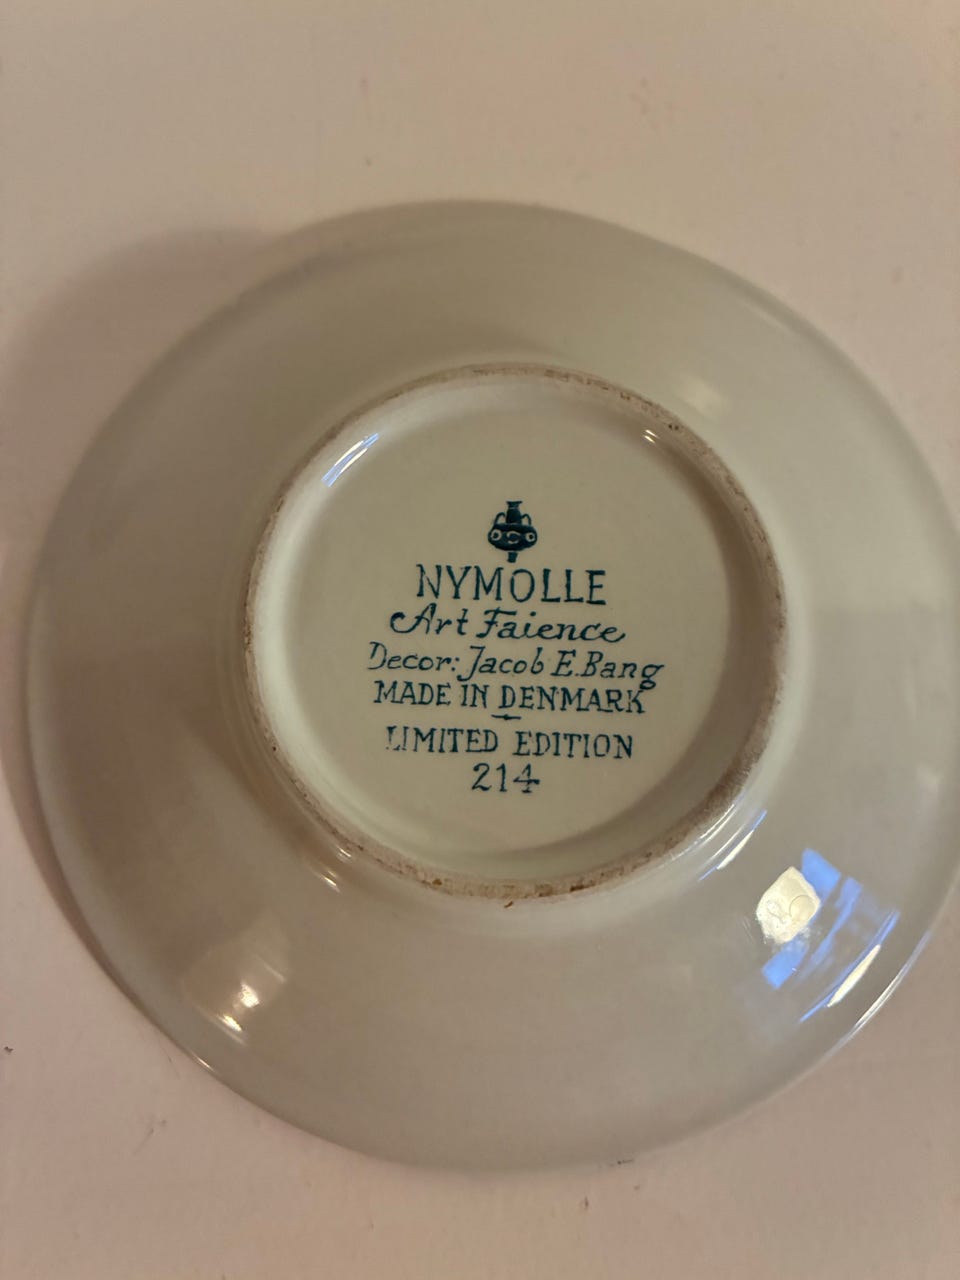 NYMOLLE
Art Faience
Decor: Jacob E. Bang
MADE IN DENMARK
LIMITED EDITION
214